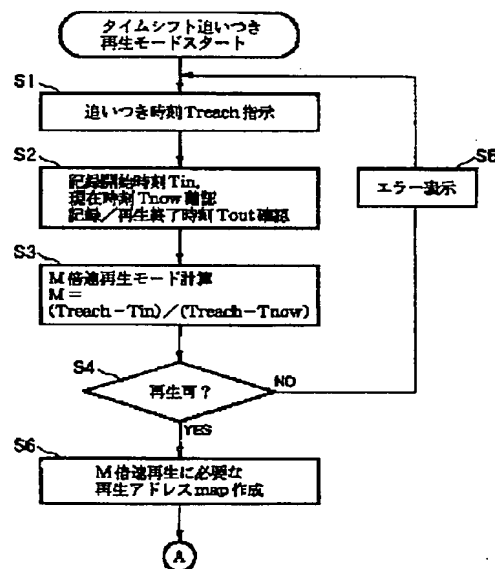 タイムシフト追いつき
再生モードスタート
S1
追いつき時刻Treach指示
S2
記録開始時刻Tin,
現在時刻Tnow確認
記録/再生終了時刻Tout確認
S5
エラー表示
S3
M倍速再生モード計算
M=
(Treach-Tin)/(Treach-Tnow)
S4
再生可?
NO
YES
S6
M倍速再生に必要な
再生アドレスmap作成
A